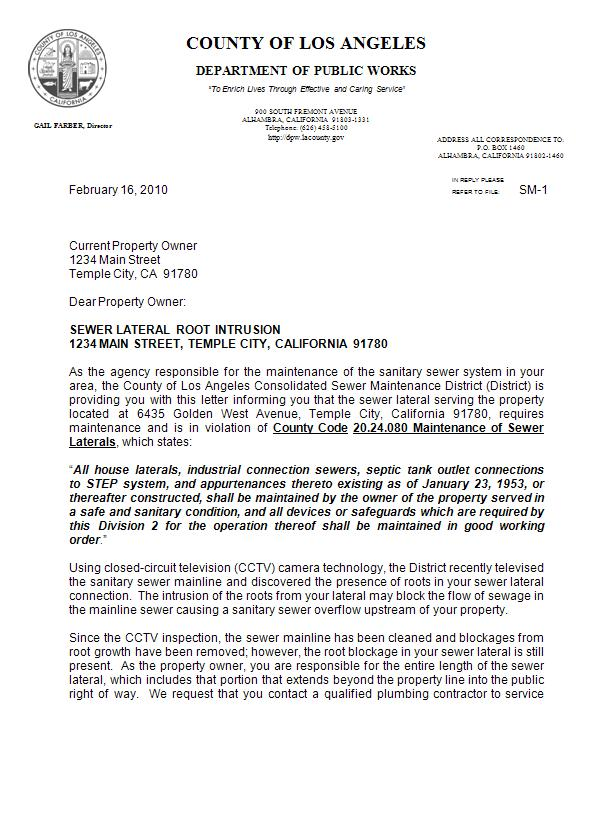 COUNTY OF LOS ANGELES
CALIFORNIA
COUNTY OF LOS ANGELES
DEPARTMENT OF PUBLIC WORKS
"To Enrich Lives Through Effective and Caring Service"
GAIL FARBER, Director
900 SOUTH FREMONT AVENUE
ALHAMBRA, CALIFORNIA 91803-1331
Telephone: (626) 458-5100
http://dpw.lacounty.gov
ADDRESS ALL CORRESPONDENCE TO:
P.O. BOX 1460
ALHAMBRA, CALIFORNIA 91802-1460
IN REPLY PLEASE
REFER TO FILE: SM-1
February 16, 2010
Current Property Owner
1234 Main Street
Temple City, CA 91780
Dear Property Owner:
SEWER LATERAL ROOT INTRUSION
1234 MAIN STREET, TEMPLE CITY, CALIFORNIA 91780
As the agency responsible for the maintenance of the sanitary sewer system in your
area, the County of Los Angeles Consolidated Sewer Maintenance District (District) is
providing you with this letter informing you that the sewer lateral serving the property
located at 6435 Golden West Avenue, Temple City, California 91780, requires
maintenance and is in violation of County Code 20.24.080 Maintenance of Sewer
Laterals, which states:
"All house laterals, industrial connection sewers, septic tank outlet connections
to STEP system, and appurtenances thereto existing as of January 23, 1953, or
thereafter constructed, shall be maintained by the owner of the property served in
a safe and sanitary condition, and all devices or safeguards which are required by
this Division 2 for the operation thereof shall be maintained in good working
order."
Using closed-circuit television (CCTV) camera technology, the District recently televised
the sanitary sewer mainline and discovered the presence of roots in your sewer lateral
connection. The intrusion of the roots from your lateral may block the flow of sewage in
the mainline sewer causing a sanitary sewer overflow upstream of your property.
Since the CCTV inspection, the sewer mainline has been cleaned and blockages from
root growth have been removed; however, the root blockage in your sewer lateral is still
present. As the property owner, you are responsible for the entire length of the sewer
lateral, which includes that portion that extends beyond the property line into the public
right of way. We request that you contact a qualified plumbing contractor to service